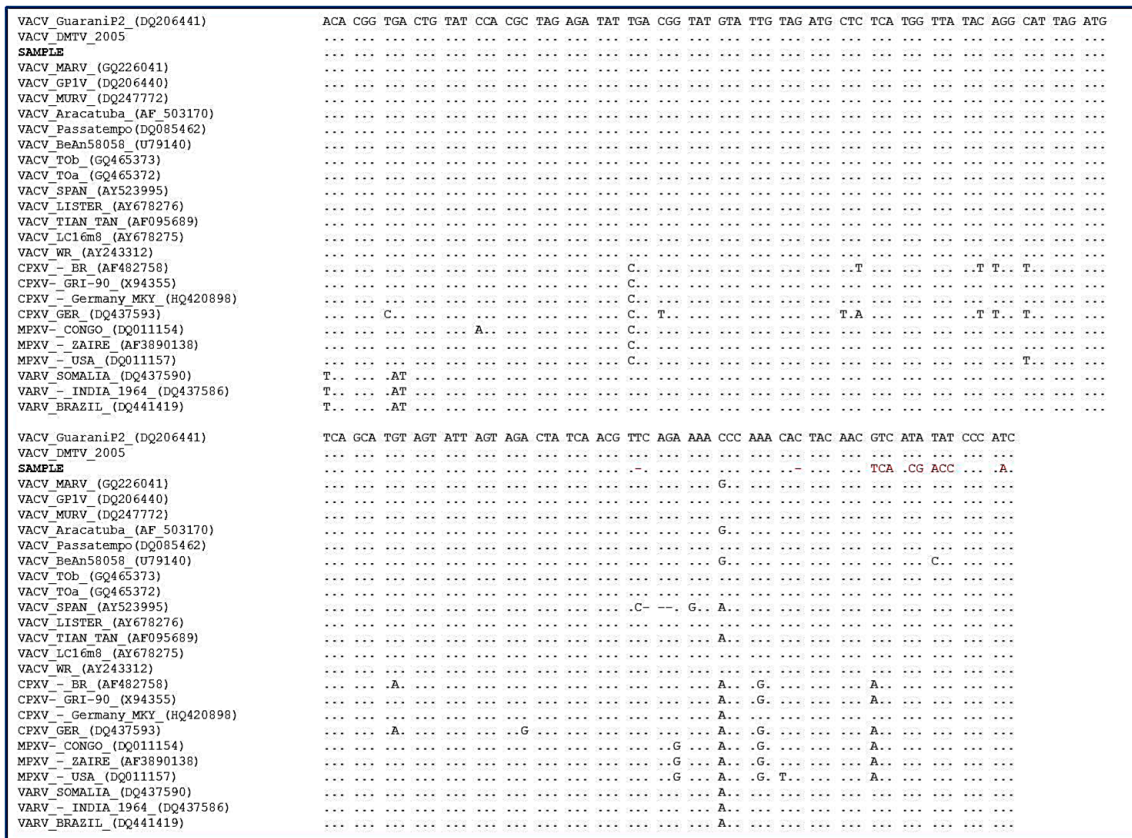 VACV_GuaraniP2_(DQ206441) ACA CGG TGA CTG TAT CCA CGC TAG AGA TAT TGA CGG TAT GTA TTG TAG ATG CTC TCA TGG TTA TAC AGG CAT TAG ATG
VACV_DMTV_2005 ... ... ... ... ... ... ... ... ... ... ... ... ... ... ... ... ... ... ... ... ... ... ... ... ... ...
SAMPLE ... ... ... ... ... ... ... ... ... ... ... ... ... ... ... ... ... ... ... ... ... ... ... ... ... ...
VACV_MARV_(GQ226041) ... ... ... ... ... ... ... ... ... ... ... ... ... ... ... ... ... ... ... ... ... ... ... ... ... ...
VACV_GP1V_(DQ206440) ... ... ... ... ... ... ... ... ... ... ... ... ... ... ... ... ... ... ... ... ... ... ... ... ... ...
VACV_MURV_(DQ247772) ... ... ... ... ... ... ... ... ... ... ... ... ... ... ... ... ... ... ... ... ... ... ... ... ... ...
VACV_Aracatuba_(AF_503170) ... ... ... ... ... ... ... ... ... ... ... ... ... ... ... ... ... ... ... ... ... ... ... ... ... ...
VACV_Passatempo(DQ085462) ... ... ... ... ... ... ... ... ... ... ... ... ... ... ... ... ... ... ... ... ... ... ... ... ... ...
VACV_BeAn58058_(U79140) ... ... ... ... ... ... ... ... ... ... ... ... ... ... ... ... ... ... ... ... ... ... ... ... ... ...
VACV_TOb_(GQ465373) ... ... ... ... ... ... ... ... ... ... ... ... ... ... ... ... ... ... ... ... ... ... ... ... ... ...
VACV_TOa_(GQ465372) ... ... ... ... ... ... ... ... ... ... ... ... ... ... ... ... ... ... ... ... ... ... ... ... ... ...
VACV_SPAN_(AY523995) ... ... ... ... ... ... ... ... ... ... ... ... ... ... ... ... ... ... ... ... ... ... ... ... ... ...
VACV_LISTER_(AY678276) ... ... ... ... ... ... ... ... ... ... ... ... ... ... ... ... ... ... ... ... ... ... ... ... ... ...
VACV_TIAN_TAN_(AF095689) ... ... ... ... ... ... ... ... ... ... ... ... ... ... ... ... ... ... ... ... ... ... ... ... ... ...
VACV_LC16m8_(AY678275) ... ... ... ... ... ... ... ... ... ... ... ... ... ... ... ... ... ... ... ... ... ... ... ... ... ...
VACV_WR_(AY243312) ... ... ... ... ... ... ... ... ... ... ... ... ... ... ... ... ... ... ... ... ... ... ... ... ... ...
CPXV_-_BR_(AF482758) ... ... ... ... ... ... ... ... ... ... C.. ... ... ... ... ... ... ..T ... ... ... ..T T.. T.. ... ...
CPXV-_GRI-90_(X94355) ... ... ... ... ... ... ... ... ... ... C.. ... ... ... ... ... ... ... ... ... ... ... ... ... ... ...
CPXV_-_Germany_MKY_(HQ420898) ... ... ... ... ... ... ... ... ... ... C.. ... ... ... ... ... ... ... ... ... ... ... ... ... ... ...
CPXV_GER_(DQ437593) ... ... C.. ... ... ... ... ... ... ... C.. T.. ... ... ... ... ... T.A ... ... ... ..T T.. T.. ... ...
MPXV-_CONGO_(DQ011154) ... ... ... ... ... A.. ... ... ... ... C.. ... ... ... ... ... ... ... ... ... ... ... ... ... ... ...
MPXV_-_ZAIRE_(AF3890138) ... ... ... ... ... ... ... ... ... ... C.. ... ... ... ... ... ... ... ... ... ... ... ... ... ... ...
MPXV_-_USA_(DQ011157) ... ... ... ... ... ... ... ... ... ... C.. ... ... ... ... ... ... ... ... ... ... ... ... T.. ... ...
VARV_SOMALIA_(DQ437590) T.. ... .AT ... ... ... ... ... ... ... ... ... ... ... ... ... ... ... ... ... ... ... ... ... ... ...
VARV_-_INDIA_1964_(DQ437586) T.. ... .AT ... ... ... ... ... ... ... ... ... ... ... ... ... ... ... ... ... ... ... ... ... ... ...
VARV_BRAZIL_(DQ441419) T.. ... .AT ... ... ... ... ... ... ... ... ... ... ... ... ... ... ... ... ... ... ... ... ... ... ...
VACV_GuaraniP2_(DQ206441) TCA GCA TGT AGT ATT AGT AGA CTA TCA ACG TTC AGA AAA CCC AAA CAC TAC AAC GTC ATA TAT CCC ATC
VACV_DMTV_2005 ... ... ... ... ... ... ... ... ... ... ... ... ... ... ... ... ... ... ... ... ... ... ...
SAMPLE ... ... ... ... ... ... ... ... ... ... .-. ... ... ... ... ..- ... ... TCA .CG ACC ... .A.
VACV_MARV_(GQ226041) ... ... ... ... ... ... ... ... ... ... ... ... ... G.. ... ... ... ... ... ... ... ... ...
VACV_GP1V_(DQ206440) ... ... ... ... ... ... ... ... ... ... ... ... ... ... ... ... ... ... ... ... ... ... ...
VACV_MURV_(DQ247772) ... ... ... ... ... ... ... ... ... ... ... ... ... ... ... ... ... ... ... ... ... ... ...
VACV_Aracatuba_(AF_503170) ... ... ... ... ... ... ... ... ... ... ... ... ... G.. ... ... ... ... ... ... ... ... ...
VACV_Passatempo(DQ085462) ... ... ... ... ... ... ... ... ... ... ... ... ... ... ... ... ... ... ... ... ... ... ...
VACV_BeAn58058_(U79140) ... ... ... ... ... ... ... ... ... ... ... ... ... G.. ... ... ... ... ... ... C.. ... ...
VACV_TOb_(GQ465373) ... ... ... ... ... ... ... ... ... ... ... ... ... ... ... ... ... ... ... ... ... ... ...
VACV_TOa_(GQ465372) ... ... ... ... ... ... ... ... ... ... ... ... ... ... ... ... ... ... ... ... ... ... ...
VACV_SPAN_(AY523995) ... ... ... ... ... ... ... ... ... ... .C- --. G.. A.. ... ... ... ... ... ... ... ... ...
VACV_LISTER_(AY678276) ... ... ... ... ... ... ... ... ... ... ... ... ... ... ... ... ... ... ... ... ... ... ...
VACV_TIAN_TAN_(AF095689) ... ... ... ... ... ... ... ... ... ... ... ... ... A.. ... ... ... ... ... ... ... ... ...
VACV_LC16m8_(AY678275) ... ... ... ... ... ... ... ... ... ... ... ... ... ... ... ... ... ... ... ... ... ... ...
VACV_WR_(AY243312) ... ... ... ... ... ... ... ... ... ... ... ... ... ... ... ... ... ... ... ... ... ... ...
CPXV_-_BR_(AF482758) ... ... .A. ... ... ... ... ... ... ... ... ... ... A.. .G. ... ... ... A.. ... ... ... ...
CPXV-_GRI-90_(X94355) ... ... ... ... ... ... ... ... ... ... ... ... ... A.. .G. ... ... ... A.. ... ... ... ...
CPXV_-_Germany_MKY_(HQ420898) ... ... ... ... ... ... ... ... ... ... ... ... ... A.. ... ... ... ... ... ... ... ... ...
CPXV_GER_(DQ437593) ... ... .A. ... ... ... ..G ... ... ... ... ... ... A.. .G. ... ... ... A.. ... ... ... ...
MPXV-_CONGO_(DQ011154) ... ... ... ... ... ... ... ... ... ... ... ..G ... A.. .G. ... ... ... A.. ... ... ... ...
MPXV_-_ZAIRE_(AF3890138) ... ... ... ... ... ... ... ... ... ... ... ..G ... A.. .G. ... ... ... A.. ... ... ... ...
MPXV_-_USA_(DQ011157) ... ... ... ... ... ... ... ... ... ... ... ..G ... A.. .G. T.. ... ... A.. ... ... ... ...
VARV_SOMALIA_(DQ437590) ... ... ... ... ... ... ... ... ... ... ... ... ... A.. ... ... ... ... ... ... ... ... ...
VARV_-_INDIA_1964_(DQ437586) ... ... ... ... ... ... ... ... ... ... ... ... ... A.. ... ... ... ... ... ... ... ... ...
VARV_BRAZIL_(DQ441419) ... ... ... ... ... ... ... ... ... ... ... ... ... A.. ... ... ... ... ... ... ... ... ...